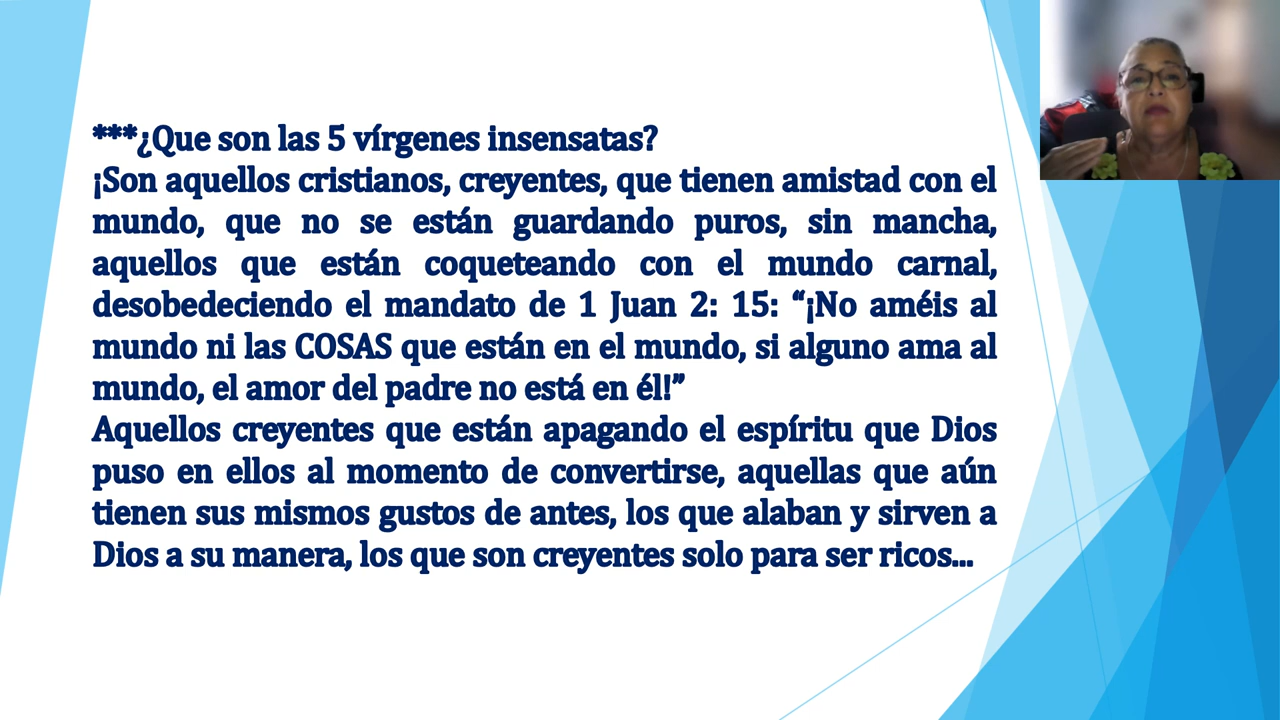 ***¿Que son las 5 vírgenes insensatas?
¡Son aquellos cristianos, creyentes, que tienen amistad con el
mundo, que no se están guardando puros, sin mancha,
aquellos que están coqueteando con el mundo carnal,
desobedeciendo el mandato de 1 Juan 2: 15: “¡No améis al
mundo ni las COSAS que están en el mundo, si alguno ama al
mundo, el amor del padre no está en él!”
Aquellos creyentes que están apagando el espíritu que Dios
puso en ellos al momento de convertirse, aquellas que aún
tienen sus mismos gustos de antes, los que alaban y sirven a
Dios a su manera, los que son creyentes solo para ser ricos...